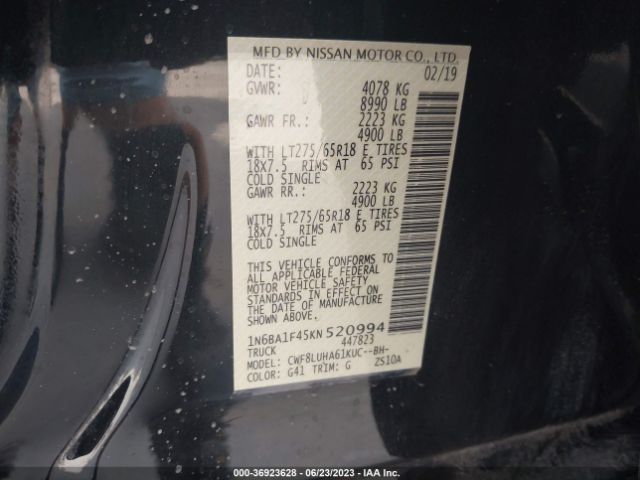 MFD BY NISSAN MOTOR CO., LTD.
DATE: 02/19
GVWR: 4078 KG
8990 LB
GAWR FR.: 2223 KG
4900 LB
WITH LT275/65R18 E TIRES
18X7.5 RIMS AT 65 PSI
COLD SINGLE
GAWR RR.: 2223 KG
4900 LB
WITH LT275/65R18 E TIRES
18X7.5 RIMS AT 65 PSI
COLD SINGLE
THIS VEHICLE CONFORMS TO
ALL APPLICABLE FEDERAL
MOTOR VEHICLE SAFETY
STANDARDS IN EFFECT ON
THE DATE OF MANUFACTURE
SHOWN ABOVE.
1N6BA1F45KN520994
TRUCK 447823
MODEL: CWF8LUHA61KUC--BH-
COLOR: G41 TRIM: G ZS10A
000-36923628 - 06/23/2023 - IAA Inc.